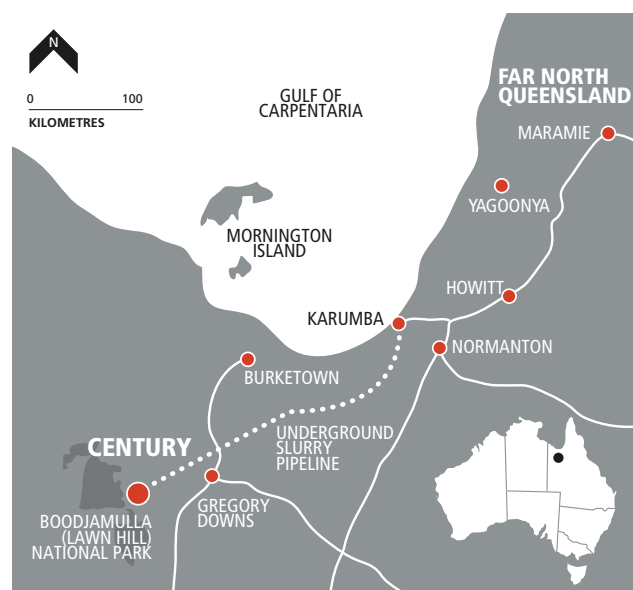 N
0 100
KILOMETRES
GULF OF
CARPENTARIA
FAR NORTH
QUEENSLAND
MARAMIE
YAGOONYA
MORNINGTON
ISLAND
HOWITT
KARUMBA
NORMANTON
BURKETOWN
CENTURY
UNDERGROUND
SLURRY
PIPELINE
GREGORY
DOWNS
BOODJAMULLA
(LAWN HILL)
NATIONAL PARK